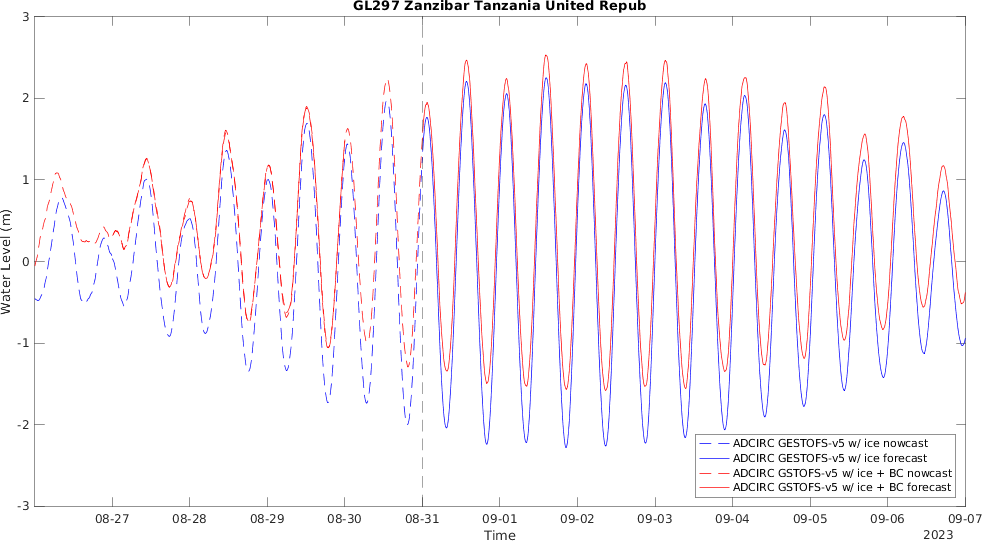 GL297 Zanzibar Tanzania United Repub
3
2
1
0
-1
-2
-3
Water Level (m)
ADCIRC GESTOFS-v5 w/ ice nowcast
ADCIRC GESTOFS-v5 w/ ice forecast
ADCIRC GSTOFS-v5 w/ ice + BC nowcast
ADCIRC GSTOFS-v5 w/ ice + BC forecast
08-27 08-28 08-29 08-30 08-31 09-01 09-02 09-03 09-04 09-05 09-06 09-07
Time
2023